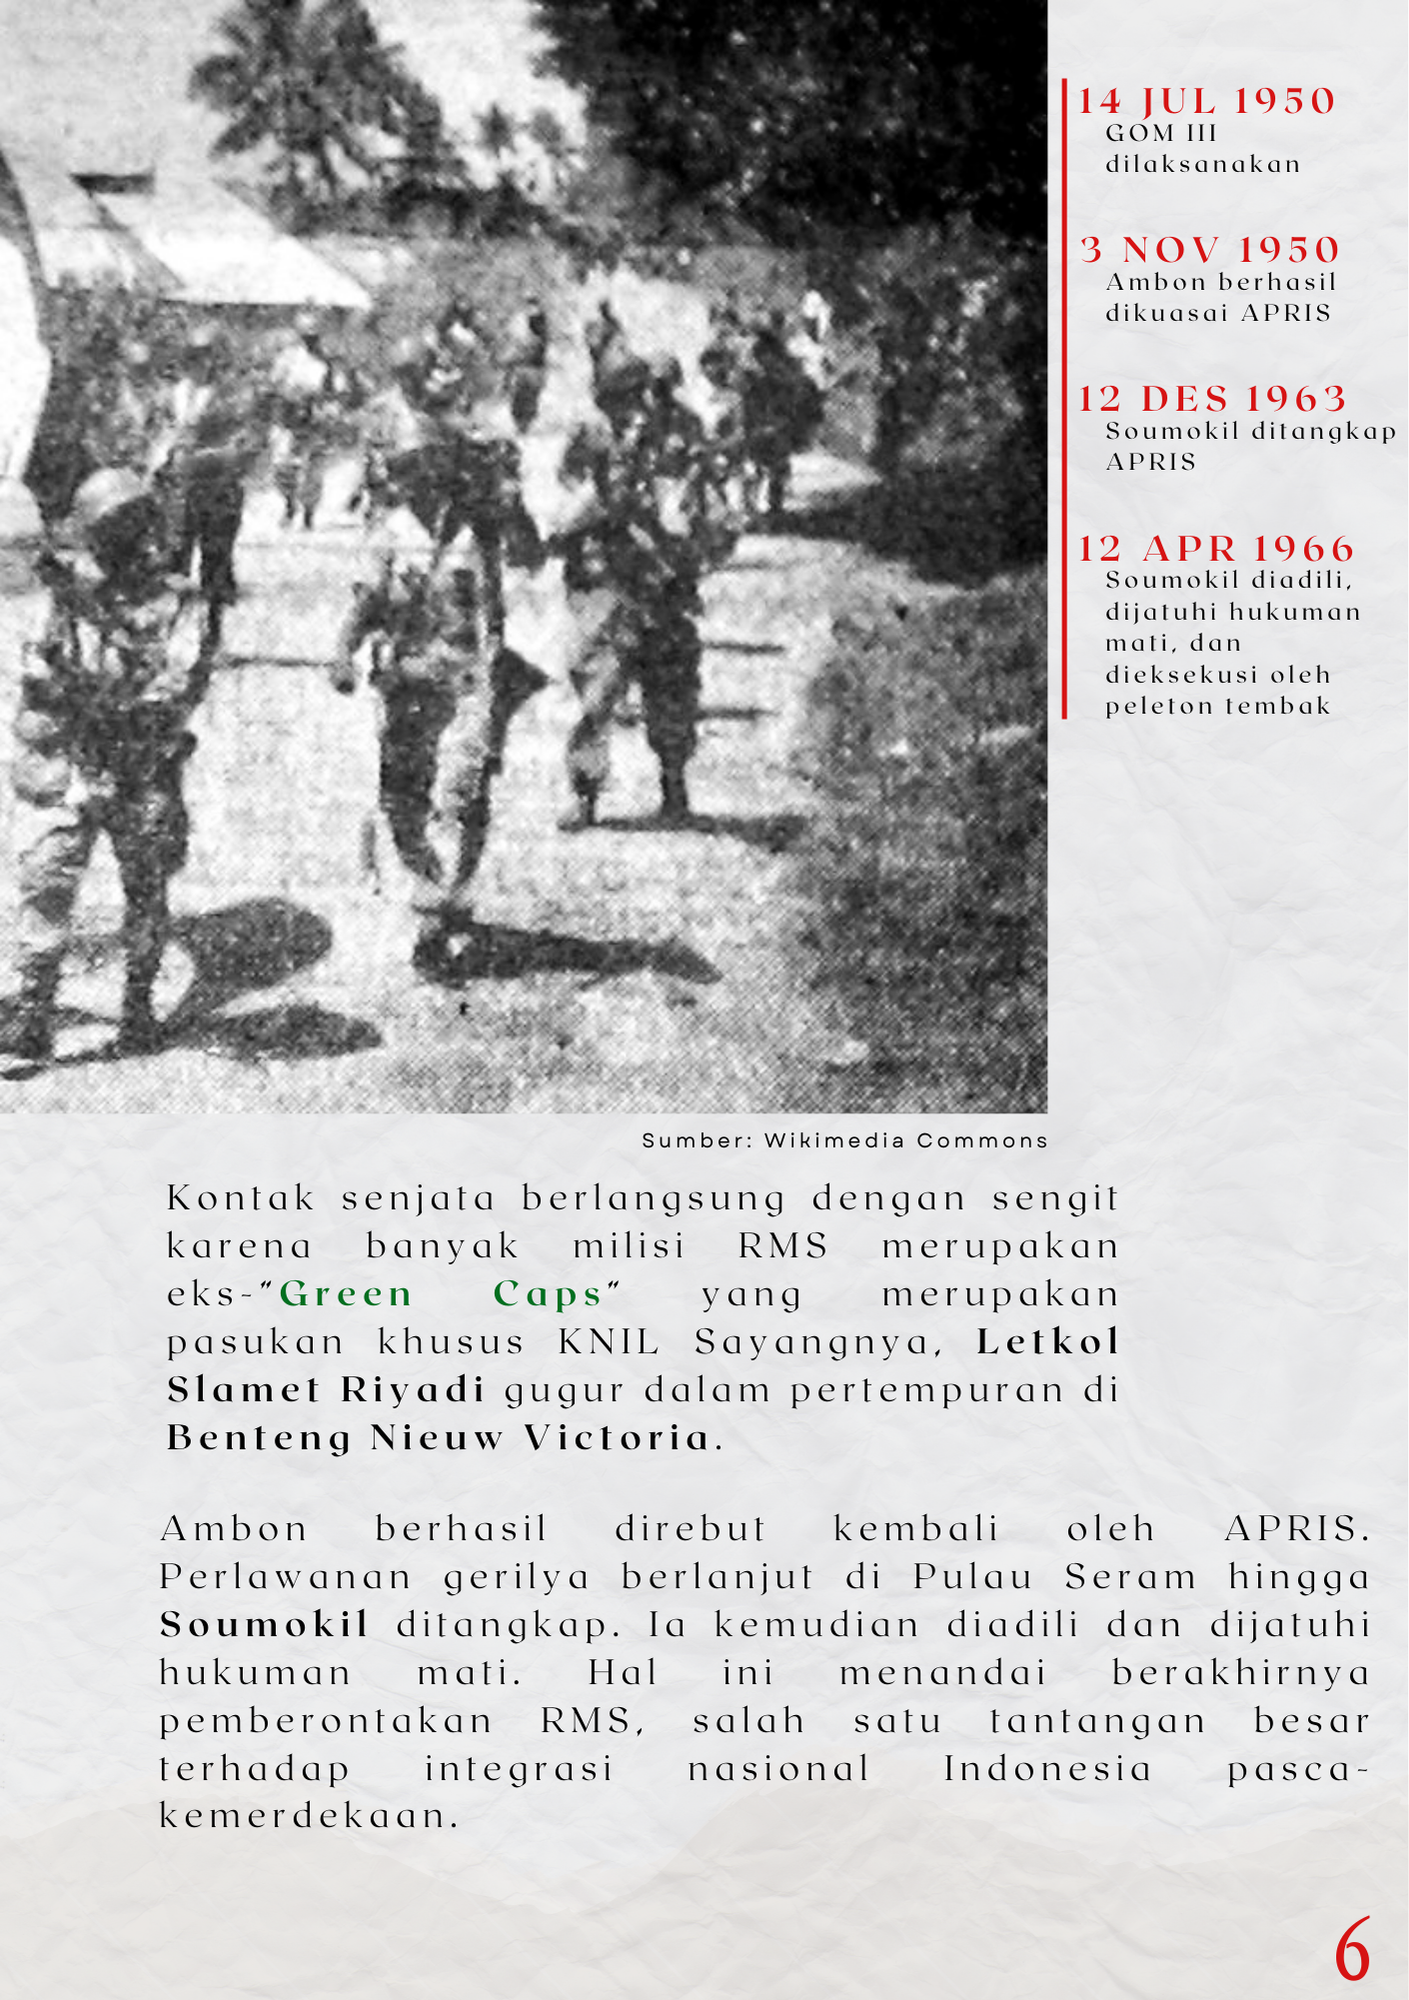 14 JUL 1950
GOM III
dilaksanakan
3 NOV 1950
Ambon berhasil
dikuasai APRIS
12 DES 1963
Soumokil ditangkap
APRIS
12 APR 1966
Soumokil diadili,
dijatuhi hukuman
mati, dan
dieksekusi oleh
peleton tembak
Sumber: Wikimedia Commons
Kontak senjata berlangsung dengan sengit
karena banyak milisi RMS merupakan
eks-"Green Caps" yang merupakan
pasukan khusus KNIL Sayangnya, Letkol
Slamet Riyadi gugur dalam pertempuran di
Benteng Nieuw Victoria.
Ambon berhasil direbut kembali oleh APRIS.
Perlawanan gerilya berlanjut di Pulau Seram hingga
Soumokil ditangkap. Ia kemudian diadili dan dijatuhi
hukuman mati. Hal ini menandai berakhirnya
pemberontakan RMS, salah satu tantangan besar
terhadap integrasi nasional Indonesia pasca-
kemerdekaan.
6